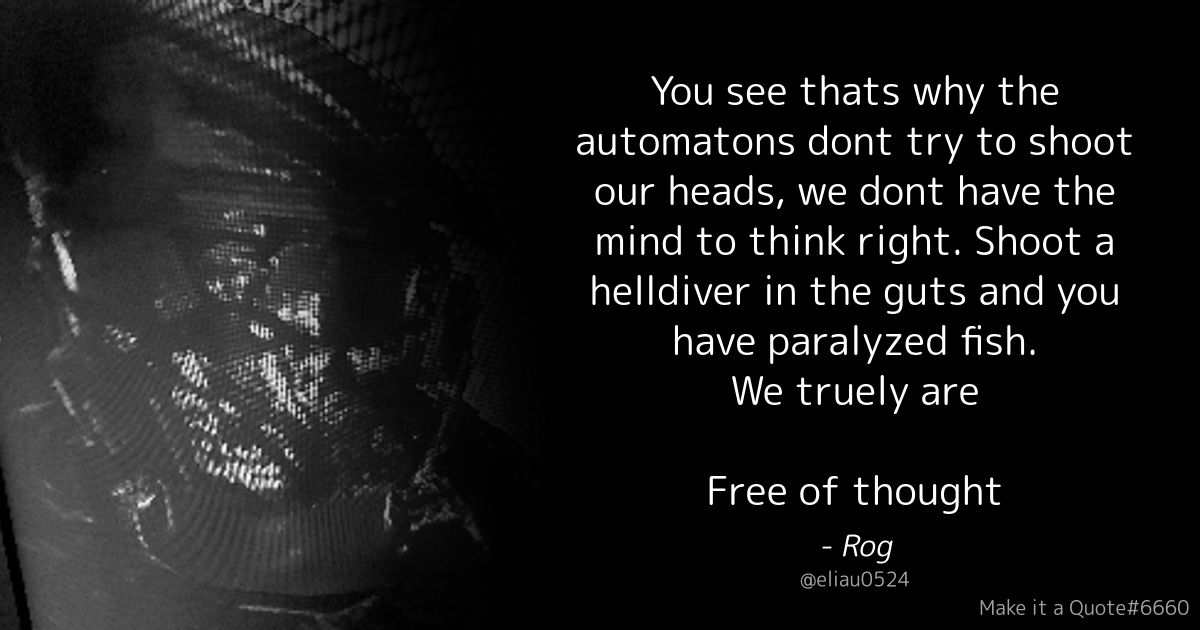 You see thats why the
automatons dont try to shoot
our heads, we dont have the
mind to think right. Shoot a
helldiver in the guts and you
have paralyzed fish.
We truely are
Free of thought
- Rog
@eliau0524
Make it a Quote#6660